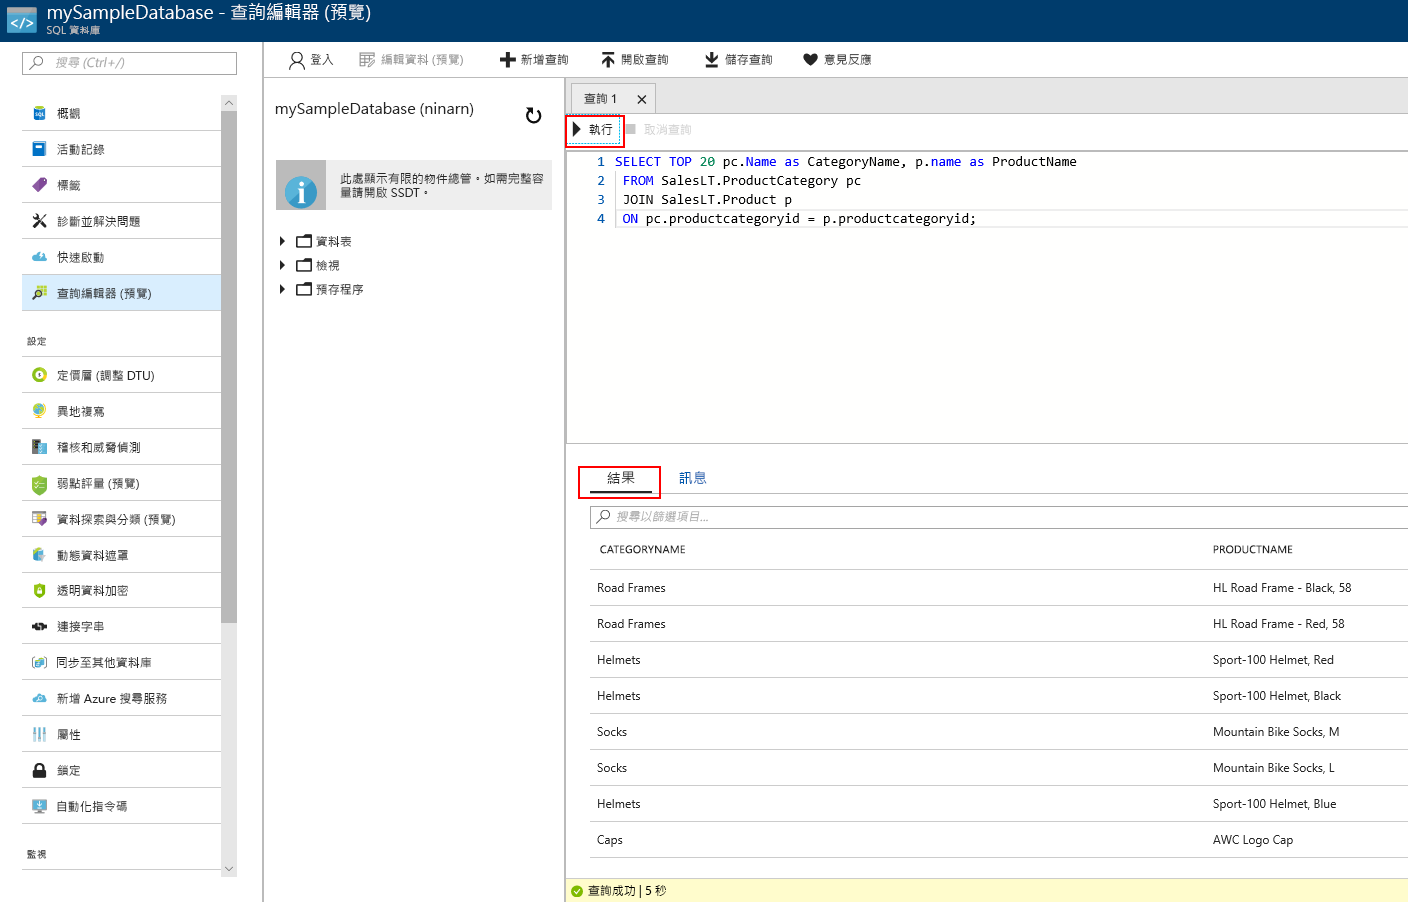 mySampleDatabase - 查詢編輯器 (預覽)
SQL 資料庫
搜尋 (Ctrl+/)
概觀
活動記錄
標籤
診斷並解決問題
快速啟動
查詢編輯器 (預覽)
設定
定價層 (調整 DTU)
異地複寫
稽核和威脅偵測
弱點評量 (預覽)
資料探索與分類 (預覽)
動態資料遮罩
透明資料加密
連接字串
同步至其他資料庫
新增 Azure 搜尋服務
屬性
鎖定
自動化指令碼
監視
登入
編輯資料 (預覽)
新增查詢
開啟查詢
儲存查詢
意見反應
mySampleDatabase (ninarn)
此處顯示有限的物件總管。如需完整容
量請開啟 SSDT。
資料表
檢視
預存程序
查詢 1
執行
取消查詢
1 SELECT TOP 20 pc.Name as CategoryName, p.name as ProductName
2 FROM SalesLT.ProductCategory pc
3 JOIN SalesLT.Product p
4 ON pc.productcategoryid = p.productcategoryid;
結果 訊息
搜尋以篩選項目...
CATEGORYNAME PRODUCTNAME
Road Frames HL Road Frame - Black, 58
Road Frames HL Road Frame - Red, 58
Helmets Sport-100 Helmet, Red
Helmets Sport-100 Helmet, Black
Socks Mountain Bike Socks, M
Socks Mountain Bike Socks, L
Helmets Sport-100 Helmet, Blue
Caps AWC Logo Cap
查詢成功 | 5 秒